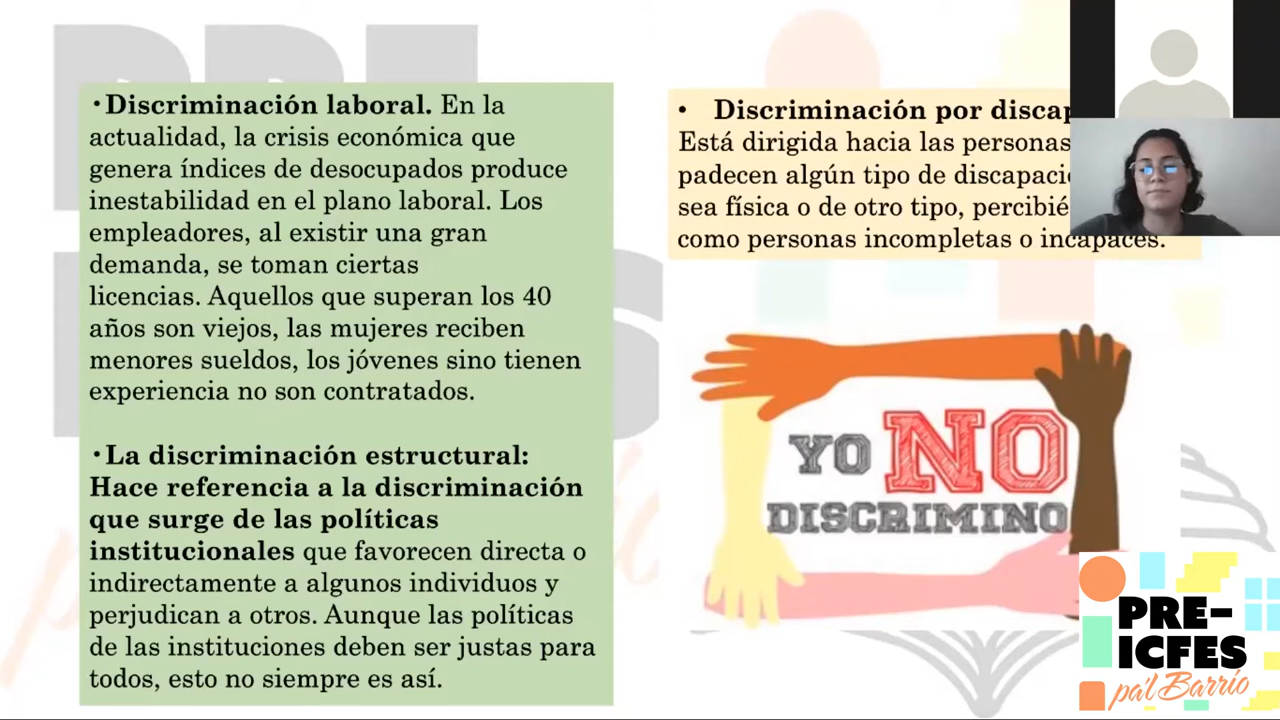 •Discriminación laboral. En la
actualidad, la crisis económica que
genera índices de desocupados produce
inestabilidad en el plano laboral. Los
empleadores, al existir una gran
demanda, se toman ciertas
licencias. Aquellos que superan los 40
años son viejos, las mujeres reciben
menores sueldos, los jóvenes sino tienen
experiencia no son contratados.
•La discriminación estructural:
Hace referencia a la discriminación
que surge de las políticas
institucionales que favorecen directa o
indirectamente a algunos individuos y
perjudican a otros. Aunque las políticas
de las instituciones deben ser justas para
todos, esto no siempre es así.
• Discriminación por
Está dirigida hacia las personas
padecen algún tipo de
sea física o de otro tipo,
como personas incompletas o incapaces.
YO NO
DISCRIMINO
PRE-
ICFES
pa'l Barrio